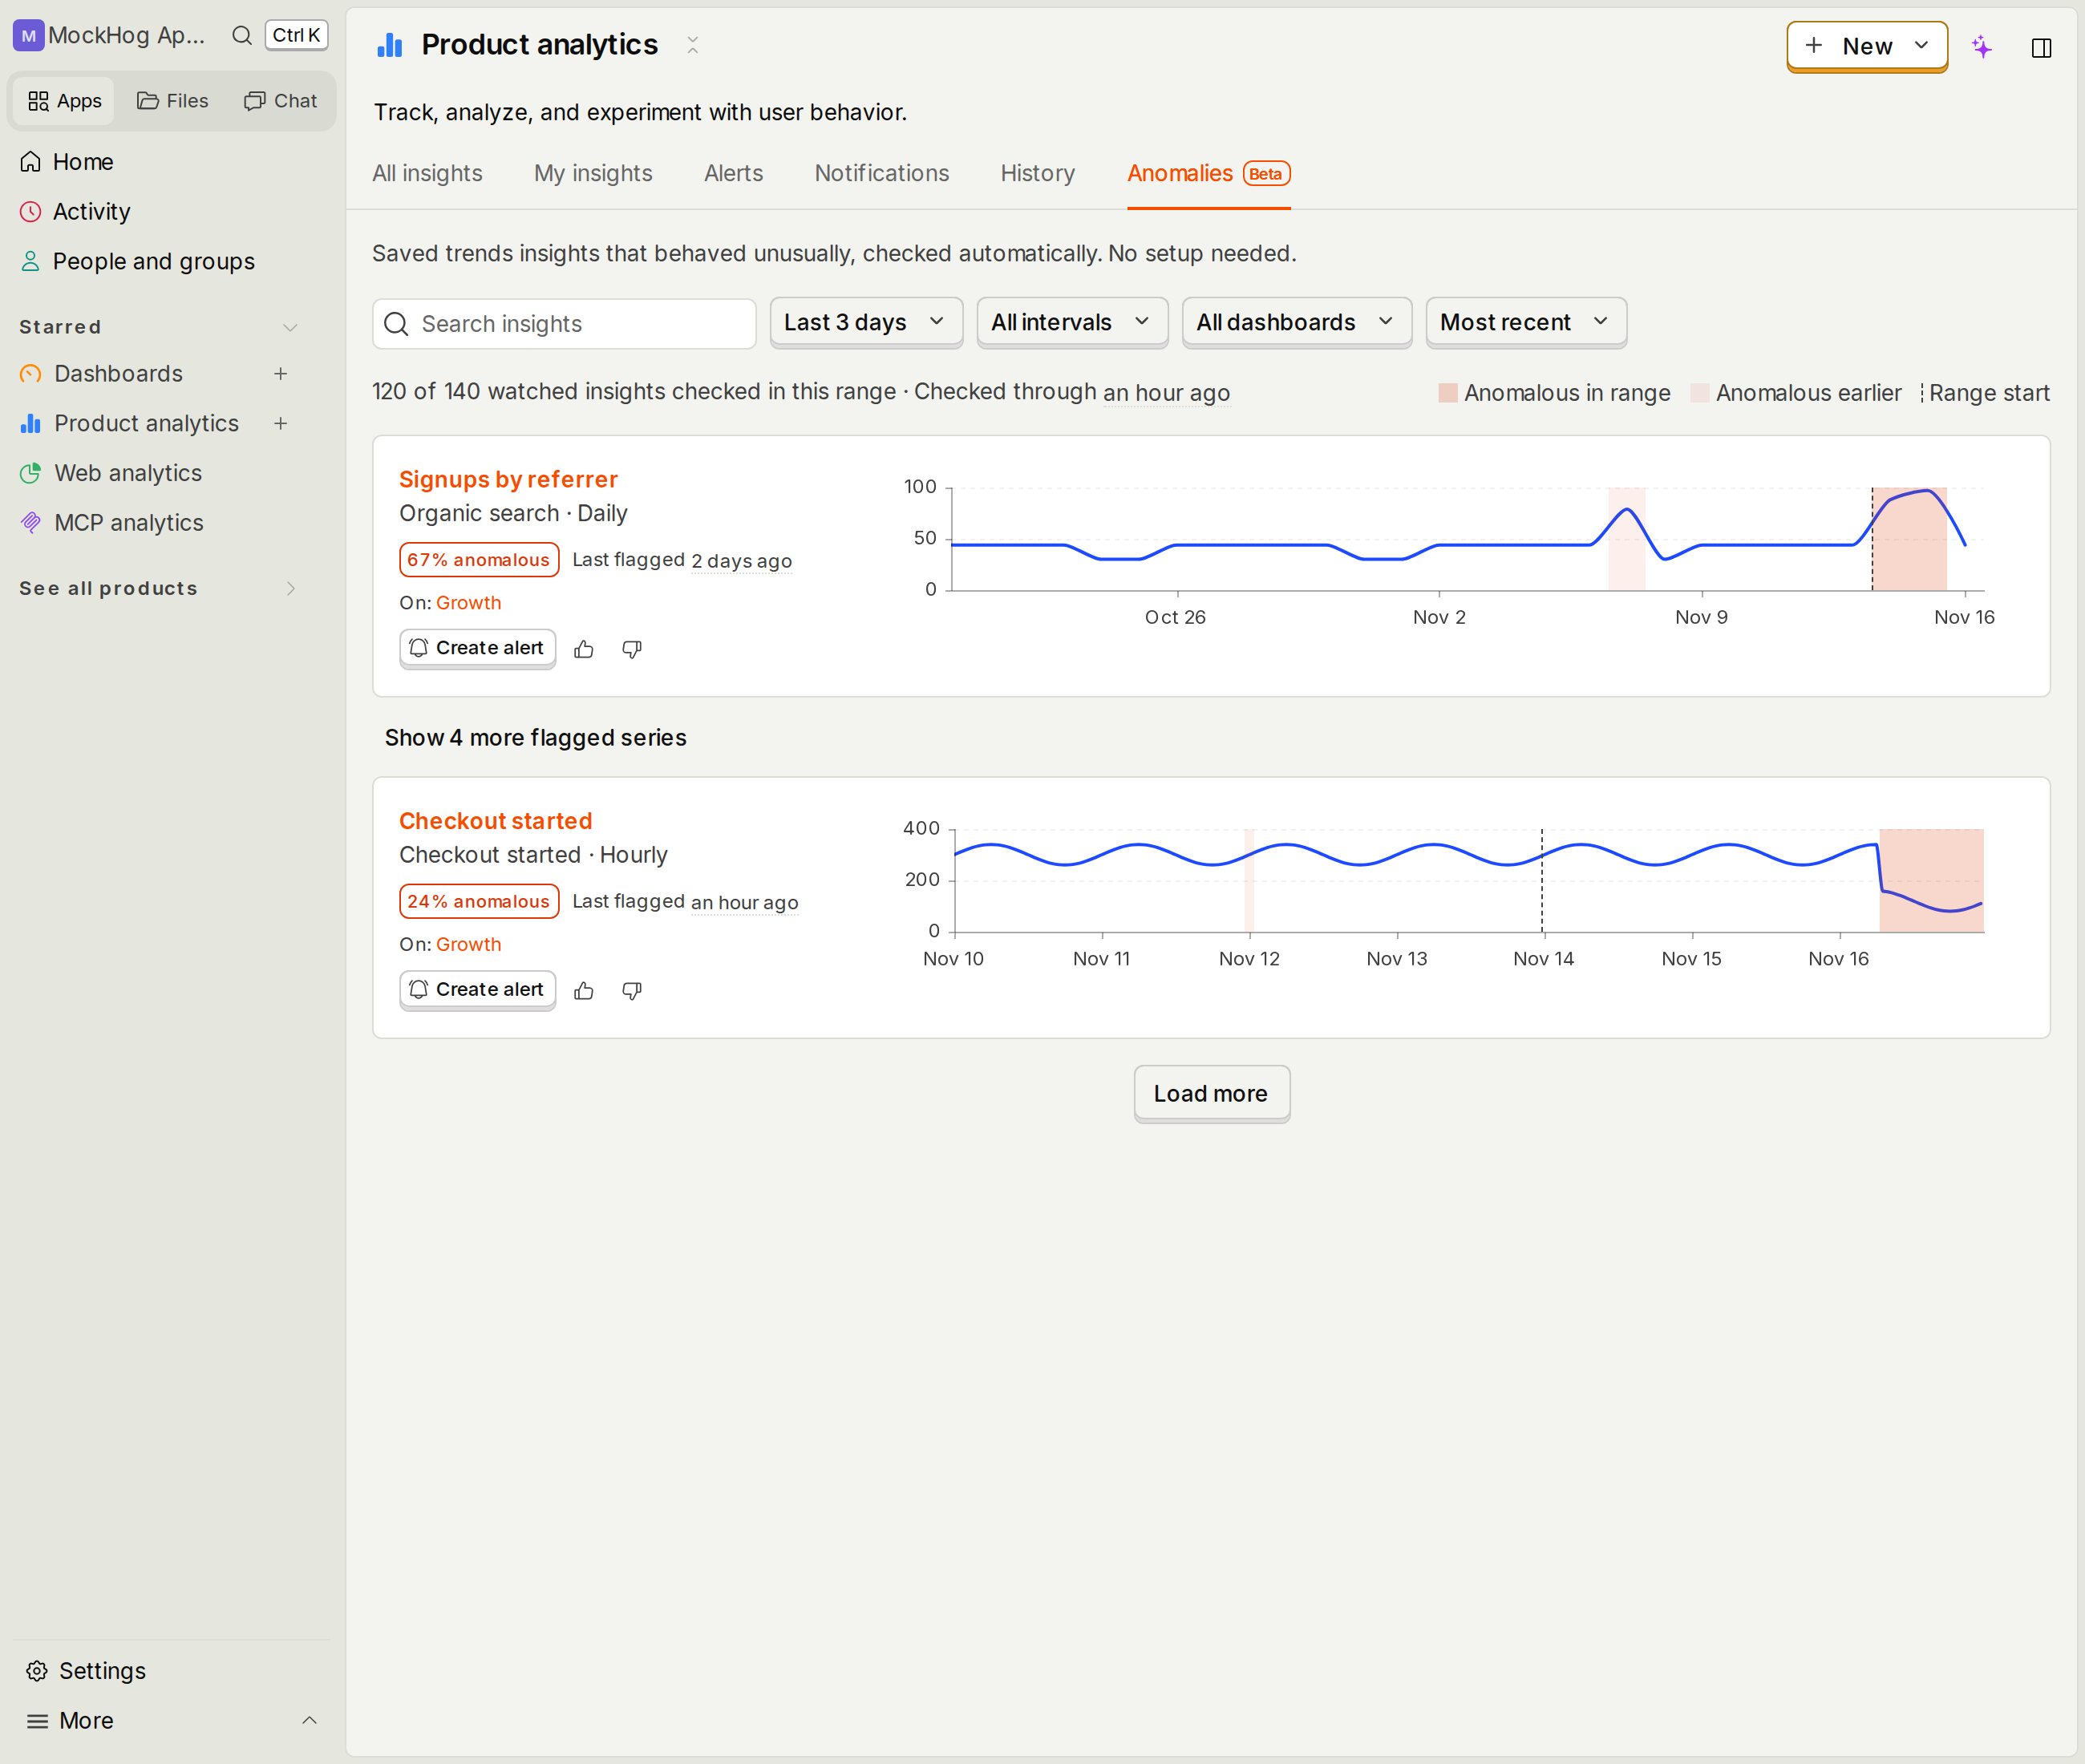 M MockHog Ap... Ctrl K
Apps Files Chat
Home
Activity
People and groups
Starred
Dashboards
Product analytics
Web analytics
MCP analytics
See all products
Settings
More
Product analytics
New
Track, analyze, and experiment with user behavior.
All insights My insights Alerts Notifications History Anomalies Beta
Saved trends insights that behaved unusually, checked automatically. No setup needed.
Search insights Last 3 days All intervals All dashboards Most recent
120 of 140 watched insights checked in this range · Checked through an hour ago
Anomalous in range Anomalous earlier Range start
Signups by referrer
Organic search · Daily
67% anomalous Last flagged 2 days ago
On: Growth
Create alert
100
50
0
Oct 26 Nov 2 Nov 9 Nov 16
Show 4 more flagged series
Checkout started
Checkout started · Hourly
24% anomalous Last flagged an hour ago
On: Growth
Create alert
400
200
0
Nov 10 Nov 11 Nov 12 Nov 13 Nov 14 Nov 15 Nov 16
Load more